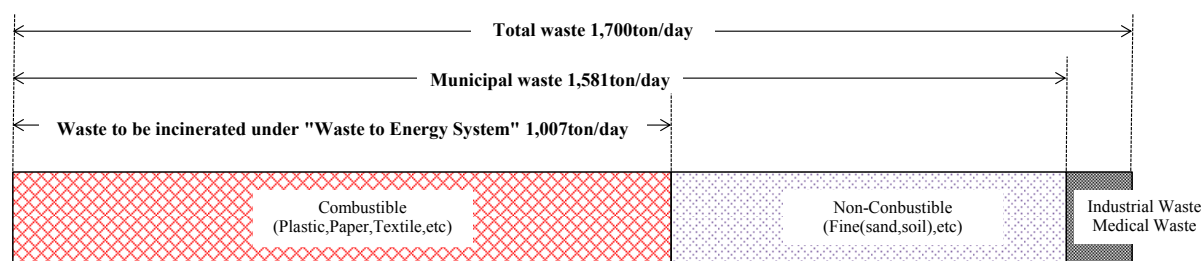 Total waste 1,700ton/day
Municipal waste 1,581ton/day
Waste to be incinerated under "Waste to Energy System" 1,007ton/day
Combustible
(Plastic,Paper,Textile,etc)
Non-Conbustible
(Fine(sand,soil),etc)
Industrial Waste
Medical Waste